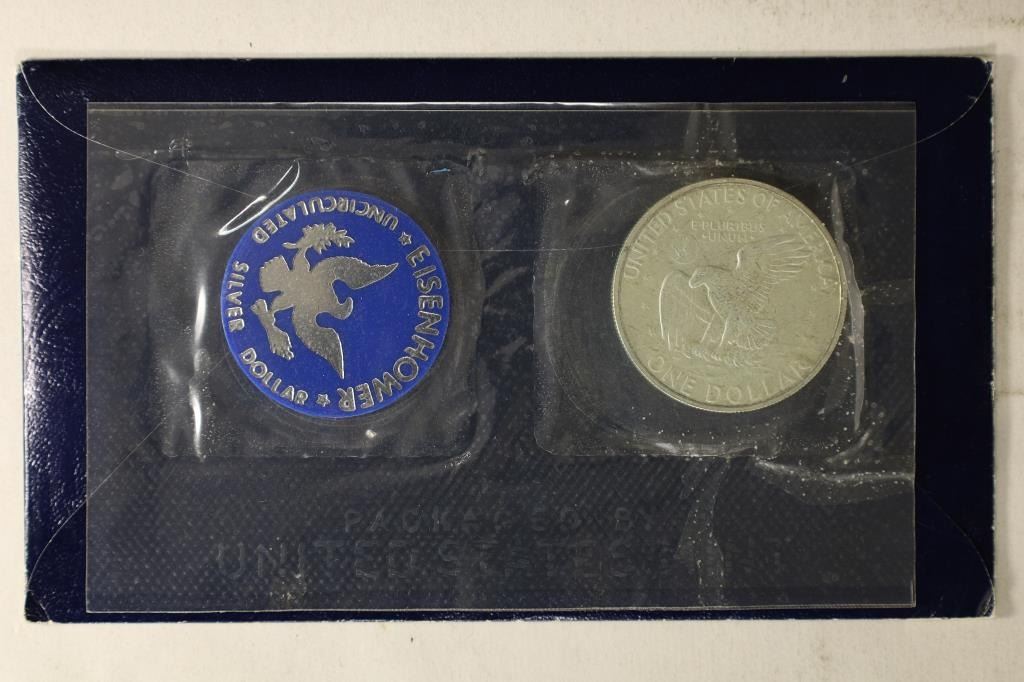 ★ EISENHOWER ★
UNCIRCULATED SILVER DOLLAR
UNITED STATES OF AMERICA
E·PLURIBUS
·UNUM·
ONE DOLLAR
PACKAGED BY
UNITED STATES MINT